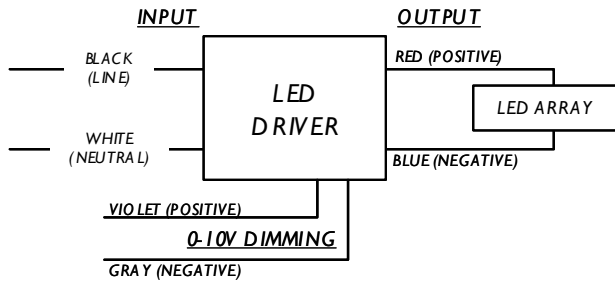 INPUT
OUTPUT
BLACK
(LINE)
RED (POSITIVE)
LED
DRIVER
LED ARRAY
WHITE
(NEUTRAL)
BLUE (NEGATIVE)
VIOLET (POSITIVE)
0-10V DIMMING
GRAY (NEGATIVE)